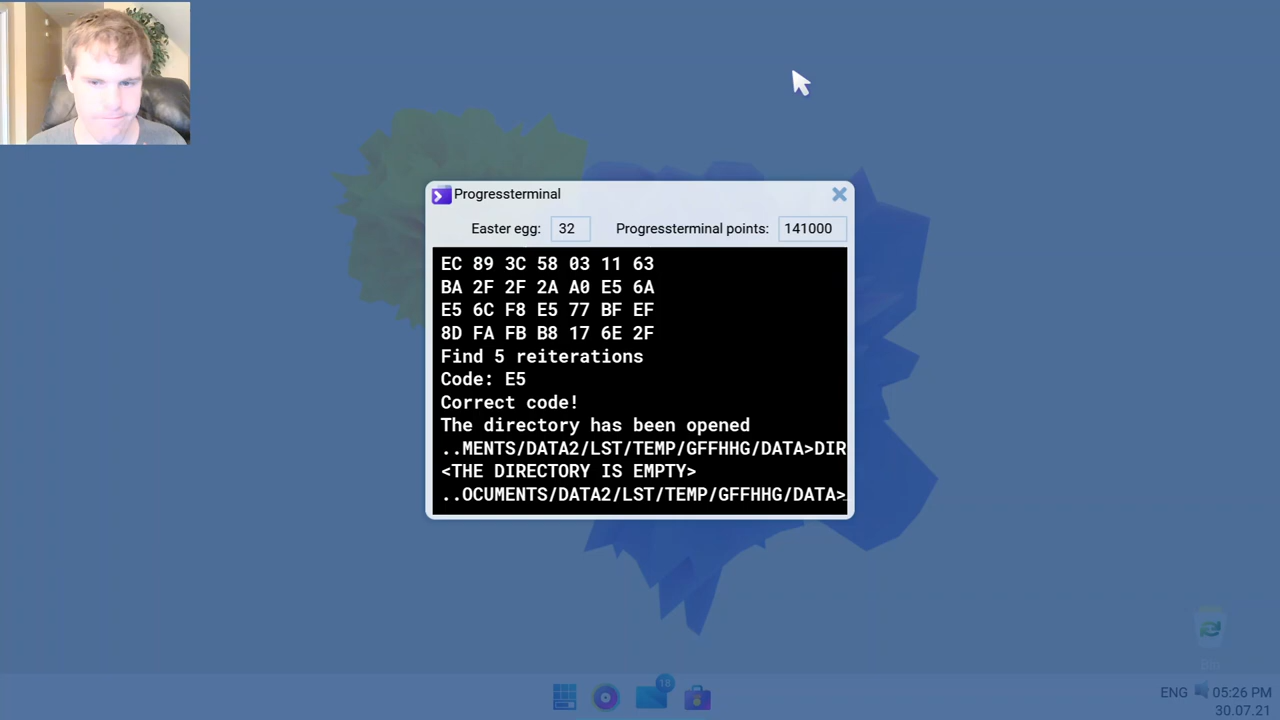 Progressterminal
Easter egg: 32 Progressterminal points: 141000
EC 89 3C 58 03 11 63
BA 2F 2F 2A A0 E5 6A
E5 6C F8 E5 77 BF EF
8D FA FB B8 17 6E 2F
Find 5 reiterations
Code: E5
Correct code!
The directory has been opened
..MENTS/DATA2/LST/TEMP/GFFHHG/DATA>DIR
<THE DIRECTORY IS EMPTY>
..OCUMENTS/DATA2/LST/TEMP/GFFHHG/DATA>_
18
ENG 05:26 PM
30.07.21